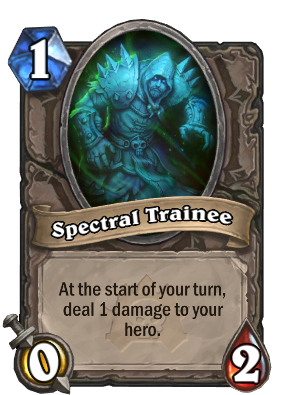 1
Spectral Trainee
At the start of your turn,
deal 1 damage to your
hero.
0
2